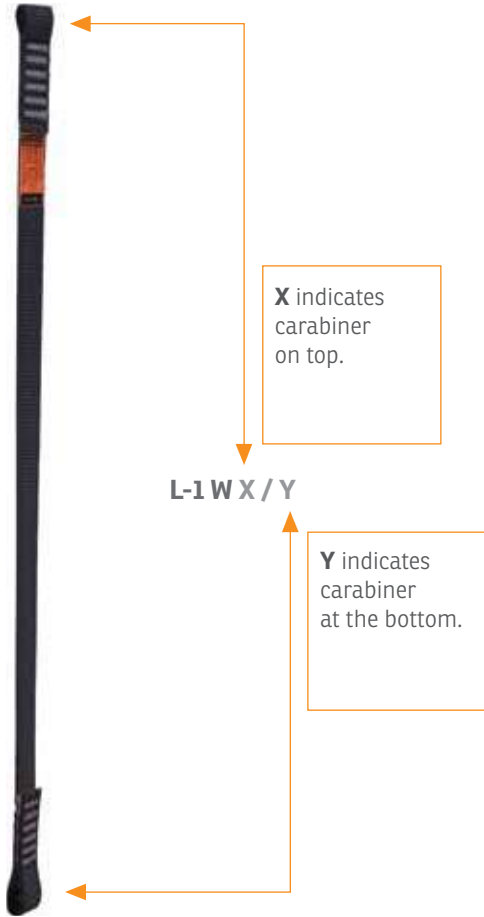 X indicates
carabiner
on top.
L-1 W X / Y
Y indicates
carabiner
at the bottom.